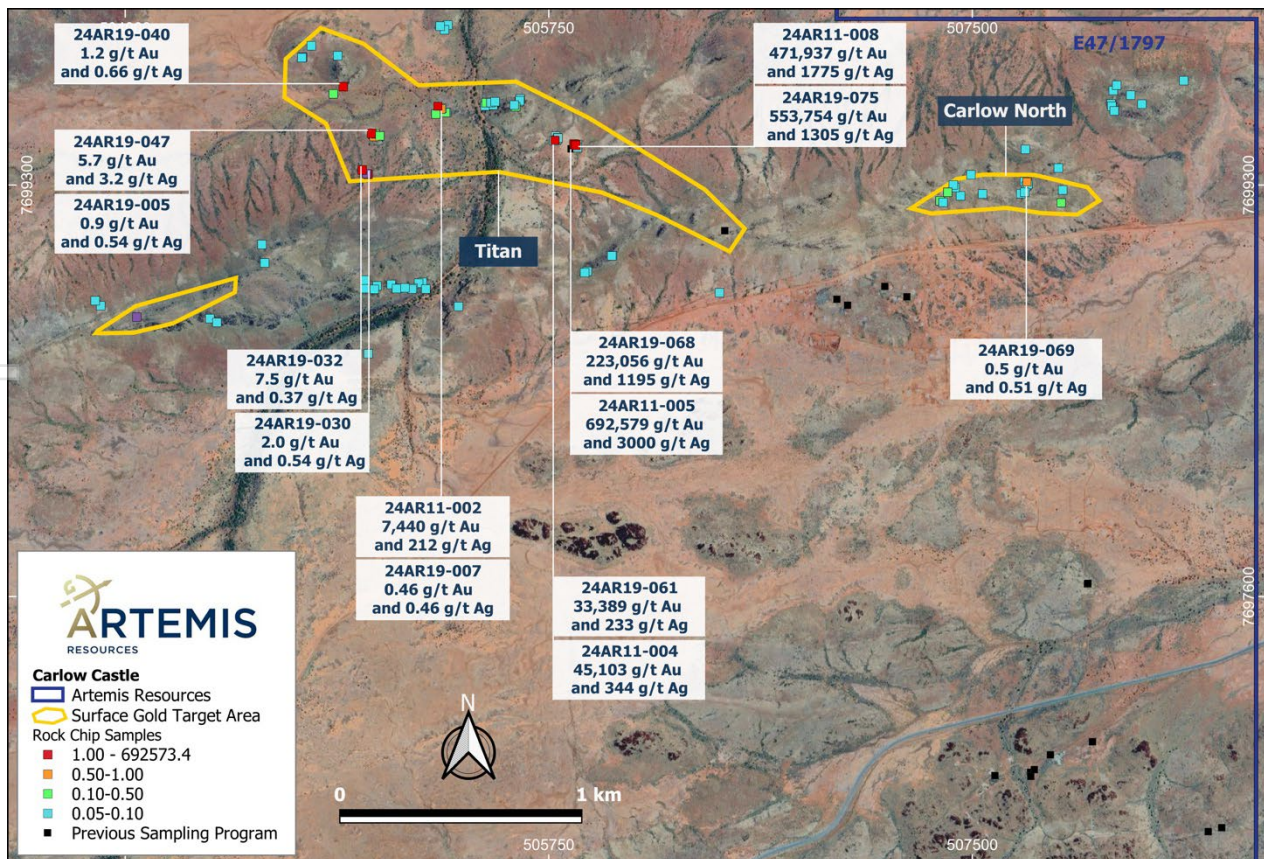 505750
507500
24AR19-040
1.2 g/t Au
and 0.66 g/t Ag
24AR11-008
471,937 g/t Au
and 1775 g/t Ag
24AR19-075
553,754 g/t Au
and 1305 g/t Ag
E47/1797
Carlow North
24AR19-047
5.7 g/t Au
and 3.2 g/t Ag
24AR19-005
0.9 g/t Au
and 0.54 g/t Ag
7699300
7699300
Titan
24AR19-032
7.5 g/t Au
and 0.37 g/t Ag
24AR19-030
2.0 g/t Au
and 0.54 g/t Ag
24AR19-068
223,056 g/t Au
and 1195 g/t Ag
24AR11-005
692,579 g/t Au
and 3000 g/t Ag
24AR19-069
0.5 g/t Au
and 0.51 g/t Ag
24AR11-002
7,440 g/t Au
and 212 g/t Ag
24AR19-007
0.46 g/t Au
and 0.46 g/t Ag
24AR19-061
33,389 g/t Au
and 233 g/t Ag
24AR11-004
45,103 g/t Au
and 344 g/t Ag
7697600
ARTEMIS
RESOURCES
Carlow Castle
Artemis Resources
Surface Gold Target Area
Rock Chip Samples
1.00 - 692573.4
0.50-1.00
0.10-0.50
0.05-0.10
Previous Sampling Program
N
0
1 km
505750
507500